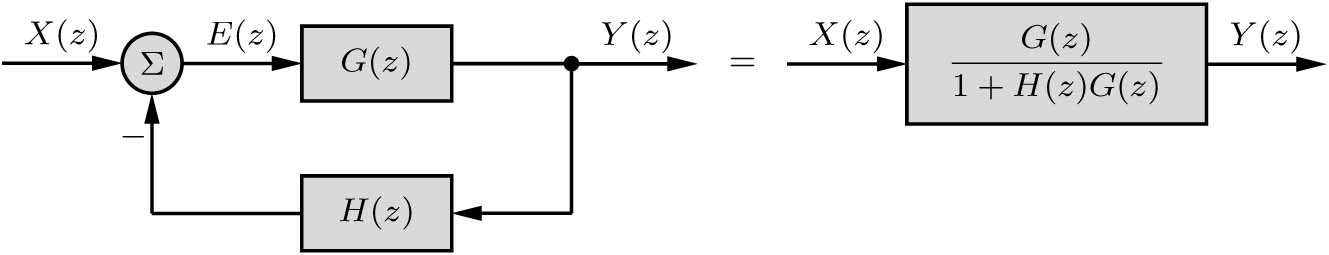 X(z) Σ E(z) G(z) Y(z) = X(z) G(z) / 1 + H(z)G(z) Y(z)
−
H(z)